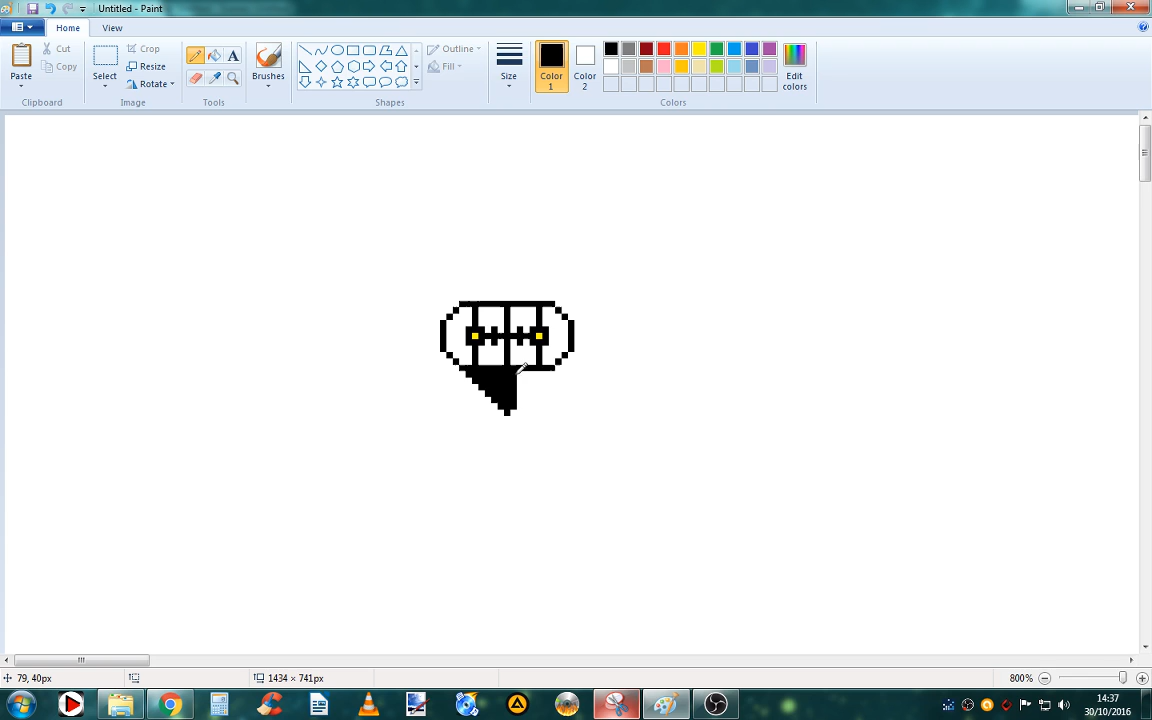 Untitled - Paint
Home View
Paste
Cut
Copy
Clipboard
Select
Crop
Resize
Rotate
Image
A
Tools
Brushes
Outline
Fill
Shapes
Size
Color 1
Color 2
Edit colors
Colors
79, 40px
1434 × 741px
800%
14:37
30/10/2016